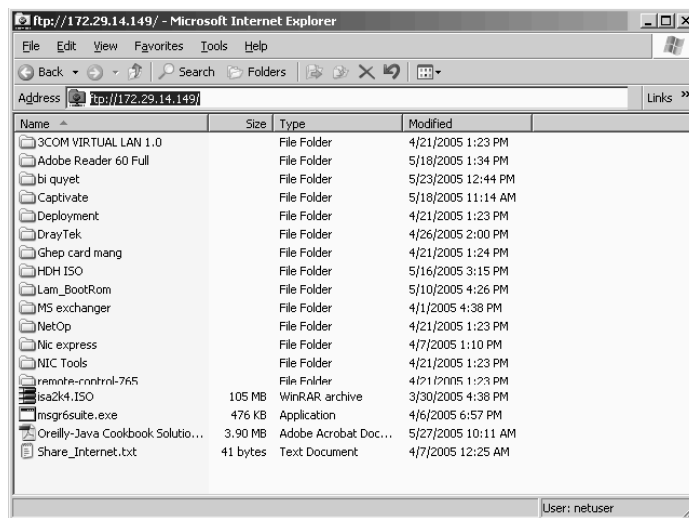 ftp://172.29.14.149/ - Microsoft Internet Explorer
File Edit View Favorites Tools Help
Back Search Folders
Address ftp://172.29.14.149/ Links »
Name Size Type Modified
3COM VIRTUAL LAN 1.0 File Folder 4/21/2005 1:23 PM
Adobe Reader 60 Full File Folder 5/18/2005 1:34 PM
bi quyet File Folder 5/23/2005 12:44 PM
Captivate File Folder 5/18/2005 11:14 AM
Deployment File Folder 4/21/2005 1:23 PM
DrayTek File Folder 4/26/2005 2:00 PM
Ghep card mang File Folder 4/21/2005 1:24 PM
HDH ISO File Folder 5/16/2005 3:15 PM
Lam_BootRom File Folder 5/10/2005 4:26 PM
MS exchanger File Folder 4/1/2005 4:38 PM
NetOp File Folder 4/21/2005 1:23 PM
Nic express File Folder 4/7/2005 1:10 PM
NIC Tools File Folder 4/21/2005 1:23 PM
remote-control-765 File Folder 4/21/2005 1:23 PM
isa2k4.ISO 105 MB WinRAR archive 3/30/2005 4:38 PM
msgr6suite.exe 476 KB Application 4/6/2005 6:57 PM
Oreilly-Java Cookbook Solutio... 3.90 MB Adobe Acrobat Doc... 5/27/2005 10:11 AM
Share_Internet.txt 41 bytes Text Document 4/7/2005 12:25 AM
User: netuser